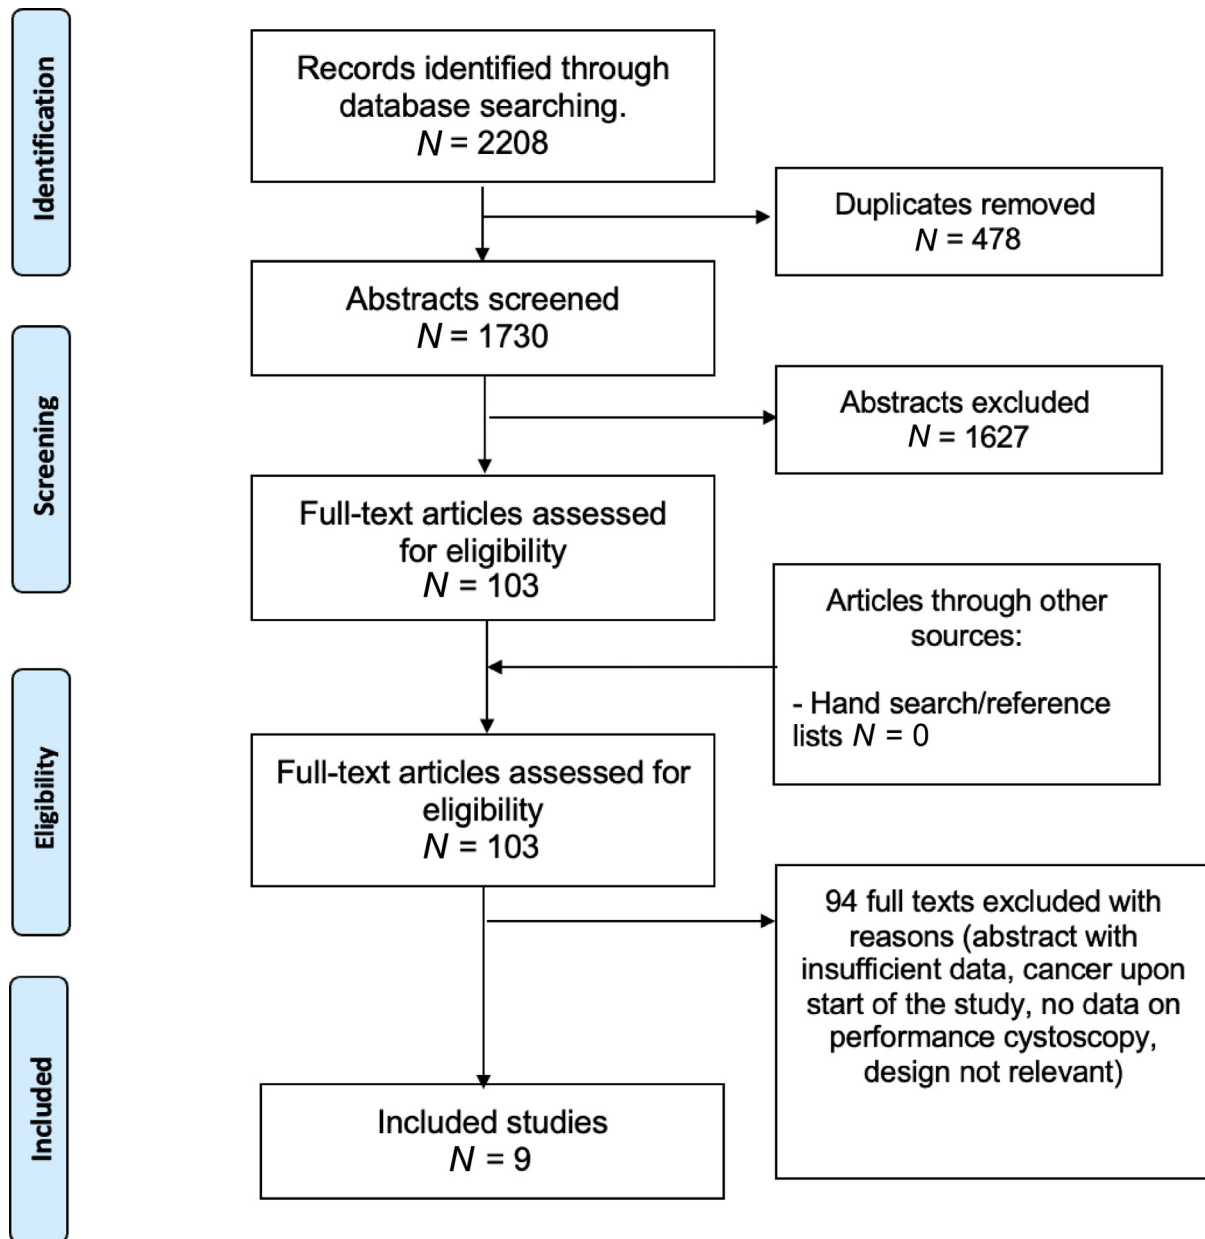 Identification
Records identified through
database searching.
N = 2208
Duplicates removed
N = 478
Screening
Abstracts screened
N = 1730
Abstracts excluded
N = 1627
Full-text articles assessed
for eligibility
N = 103
Articles through other
sources:
- Hand search/reference
lists N = 0
Eligibility
Full-text articles assessed for
eligibility
N = 103
94 full texts excluded with
reasons (abstract with
insufficient data, cancer upon
start of the study, no data on
performance cystoscopy,
design not relevant)
Included
Included studies
N = 9